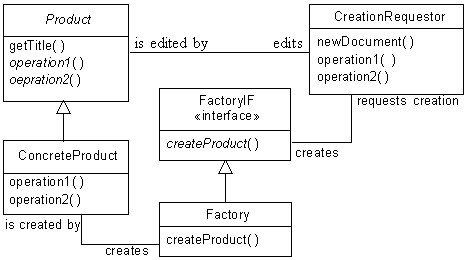 Product
getTitle()
operation1()
oepration2()
is edited by
edits
CreationRequestor
newDocument()
operation1( )
operation2()
requests creation
FactoryIF
«interface»
createProduct()
creates
ConcreteProduct
operation1()
operation2()
is created by
creates
Factory
createProduct()